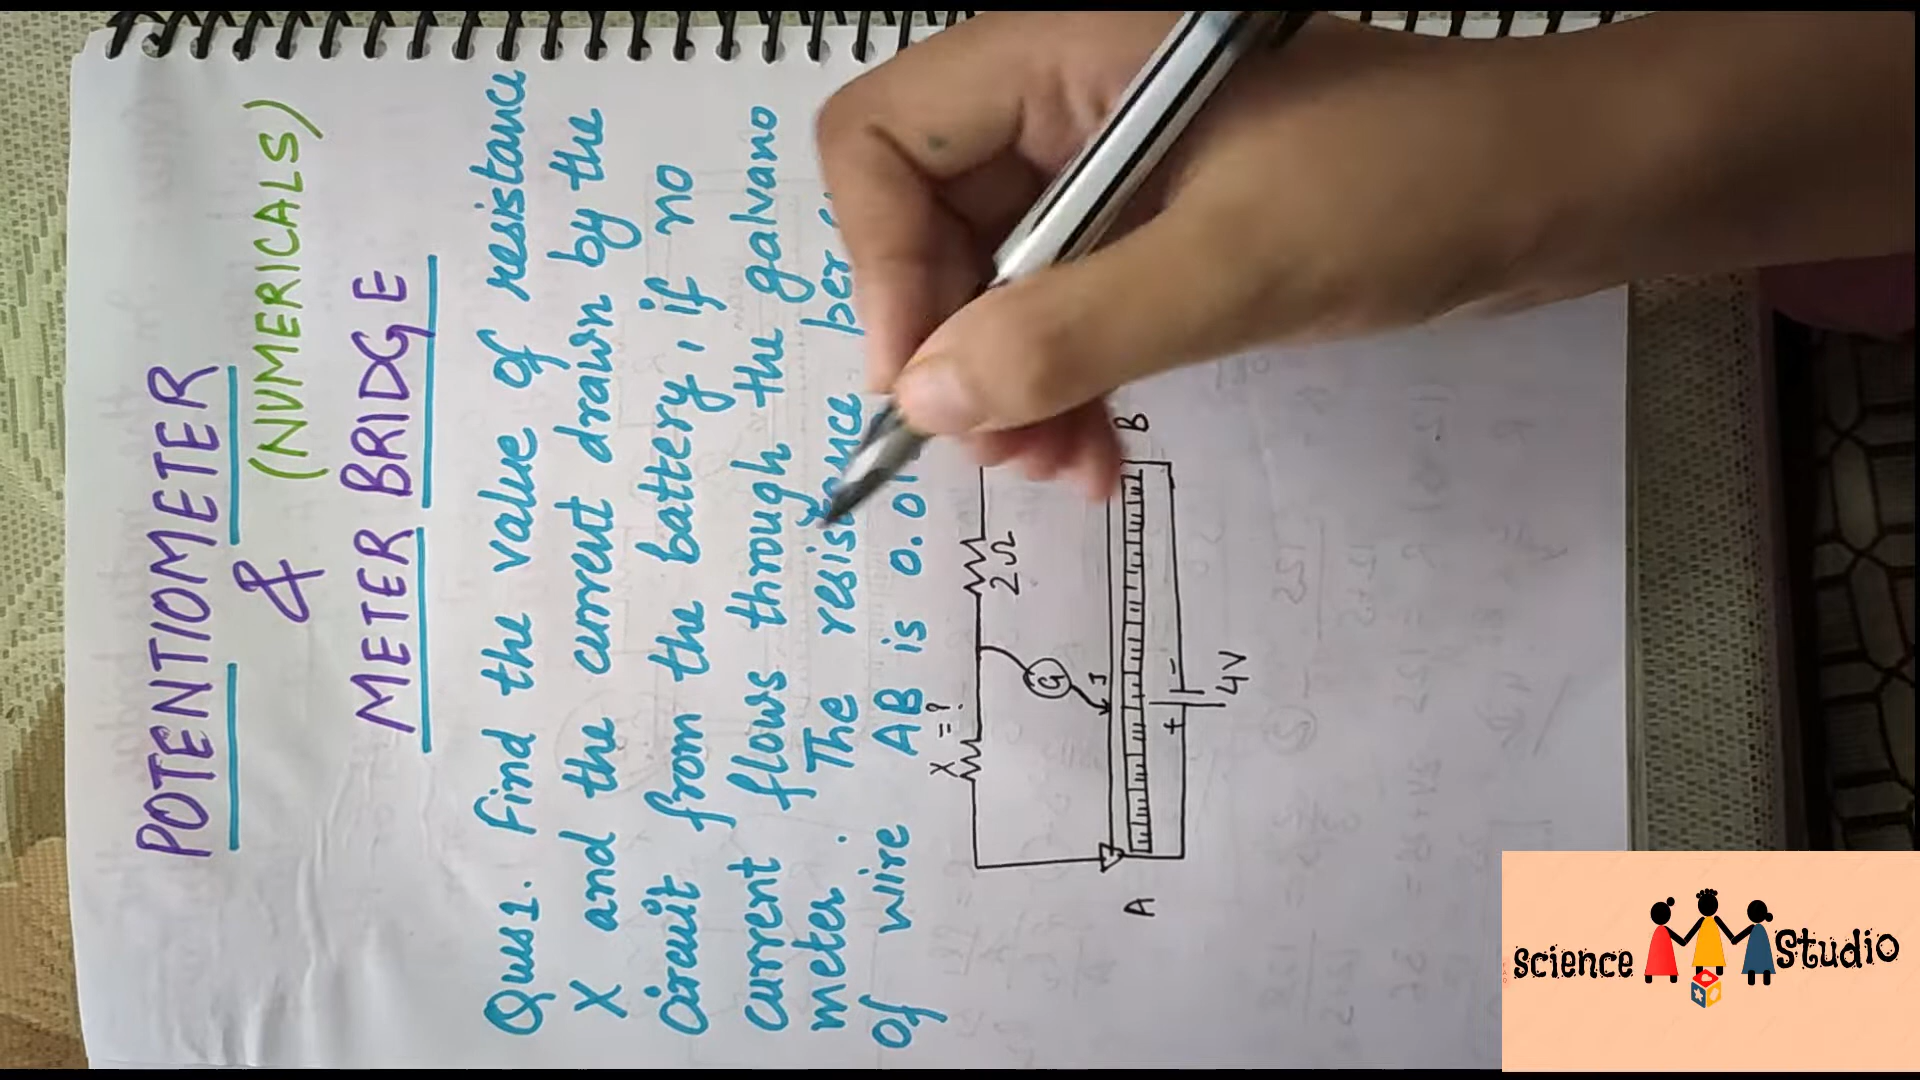 POTENTIOMETER
&
(NUMERICALS)
METER BRIDGE
Ques1. Find the value of resistance
X and the current drawn by the
circuit from the battery, if no
current flows through the galvano
meter. The resistance per
of wire AB is 0.01
X
= ?
2Ω
G
J
A
B
+
-
4V
Science Studio